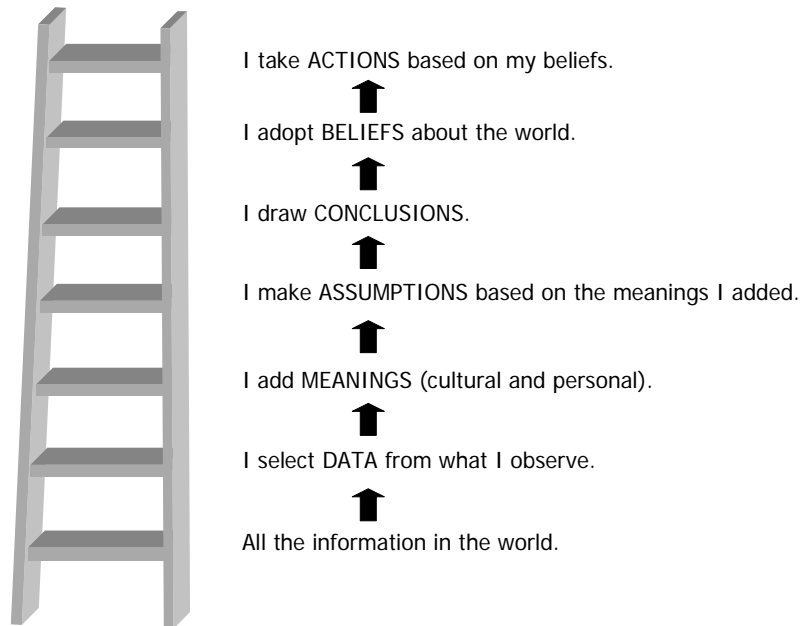 I take ACTIONS based on my beliefs.
I adopt BELIEFS about the world.
I draw CONCLUSIONS.
I make ASSUMPTIONS based on the meanings I added.
I add MEANINGS (cultural and personal).
I select DATA from what I observe.
All the information in the world.